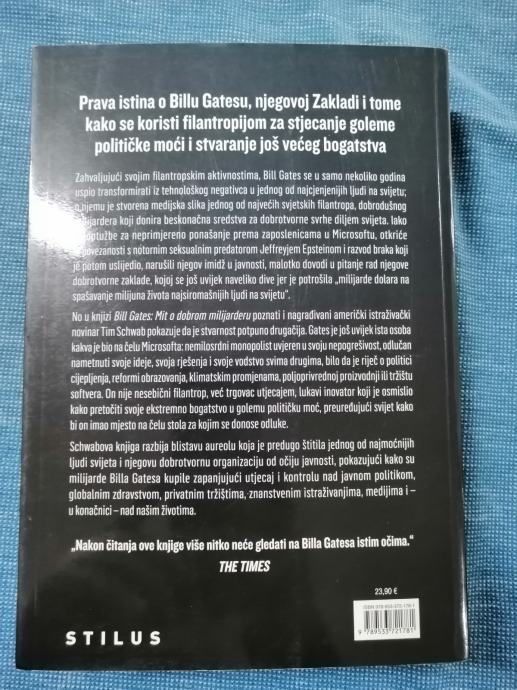 Prava istina o Billu Gatesu, njegovoj Zakladi i tome
kako se koristi filantropijom za stjecanje goleme
političke moći i stvaranje još većeg bogatstva
Zahvaljujući svojim filantropskim aktivnostima, Bill Gates se u samo nekoliko godina
uspio transformirati iz tehnološkog negativca u jednog od najcjenjenijih ljudi na svijetu;
o njemu je stvorena medijska slika jednog od najvećih svjetskih filantropa, dobrodušnog
milijardera koji donira beskonačna sredstva za dobrotvorne svrhe diljem svijeta. Iako
optužbe za neprimjereno ponašanje prema zaposlenicama u Microsoftu, otkriće
povezanosti s notornim seksualnim predatorom Jeffreyjem Epsteinom i razvod braka koji
je potom uslijedio, narušili njegov imidž u javnosti, malotko dovodi u pitanje rad njegove
dobrotvorne zaklade, kojoj se još uvijek naveliko dive jer je potrošila „milijarde dolara na
spašavanje milijuna života najsiromašnijih ljudi na svijetu“.
No u knjizi Bill Gates: Mit o dobrom milijarderu poznati i nagrađivani američki istraživački
novinar Tim Schwab pokazuje da je stvarnost potpuno drugačija. Gates je još uvijek ista osoba
kakva je bio na čelu Microsofta: nemilosrdni monopolist uvjeren u svoju nepogrešivost, odlučan
nametnuti svoje ideje, svoja rješenja i svoje vodstvo svima drugima, bilo da je riječ o politici
cijepljenja, reformi obrazovanja, klimatskim promjenama, poljoprivrednoj proizvodnji ili tržištu
softvera. On nije nesebični filantrop, već trgovac utjecajem, lukavi inovator koji je osmislio
kako pretočiti svoje ekstremno bogatstvo u golemu političku moć, preuređujući svijet kako
bi on imao mjesto na čelu stola za kojim se donose odluke.
Schwabova knjiga razbija blistavu aureolu koja je predugo štitila jednog od najmoćnijih
ljudi svijeta i njegovu dobrotvornu organizaciju od očiju javnosti, pokazujući kako su
milijarde Billa Gatesa kupile zapanjujući utjecaj i kontrolu nad javnom politikom,
globalnim zdravstvom, privatnim tržištima, znanstvenim istraživanjima, medijima i –
u konačnici – nad našim životima.
„Nakon čitanja ove knjige više nitko neće gledati na Billa Gatesa istim očima.“
THE TIMES
23,90 €
ISBN 978-953-372-178-1
9 789533 721781
STILUS